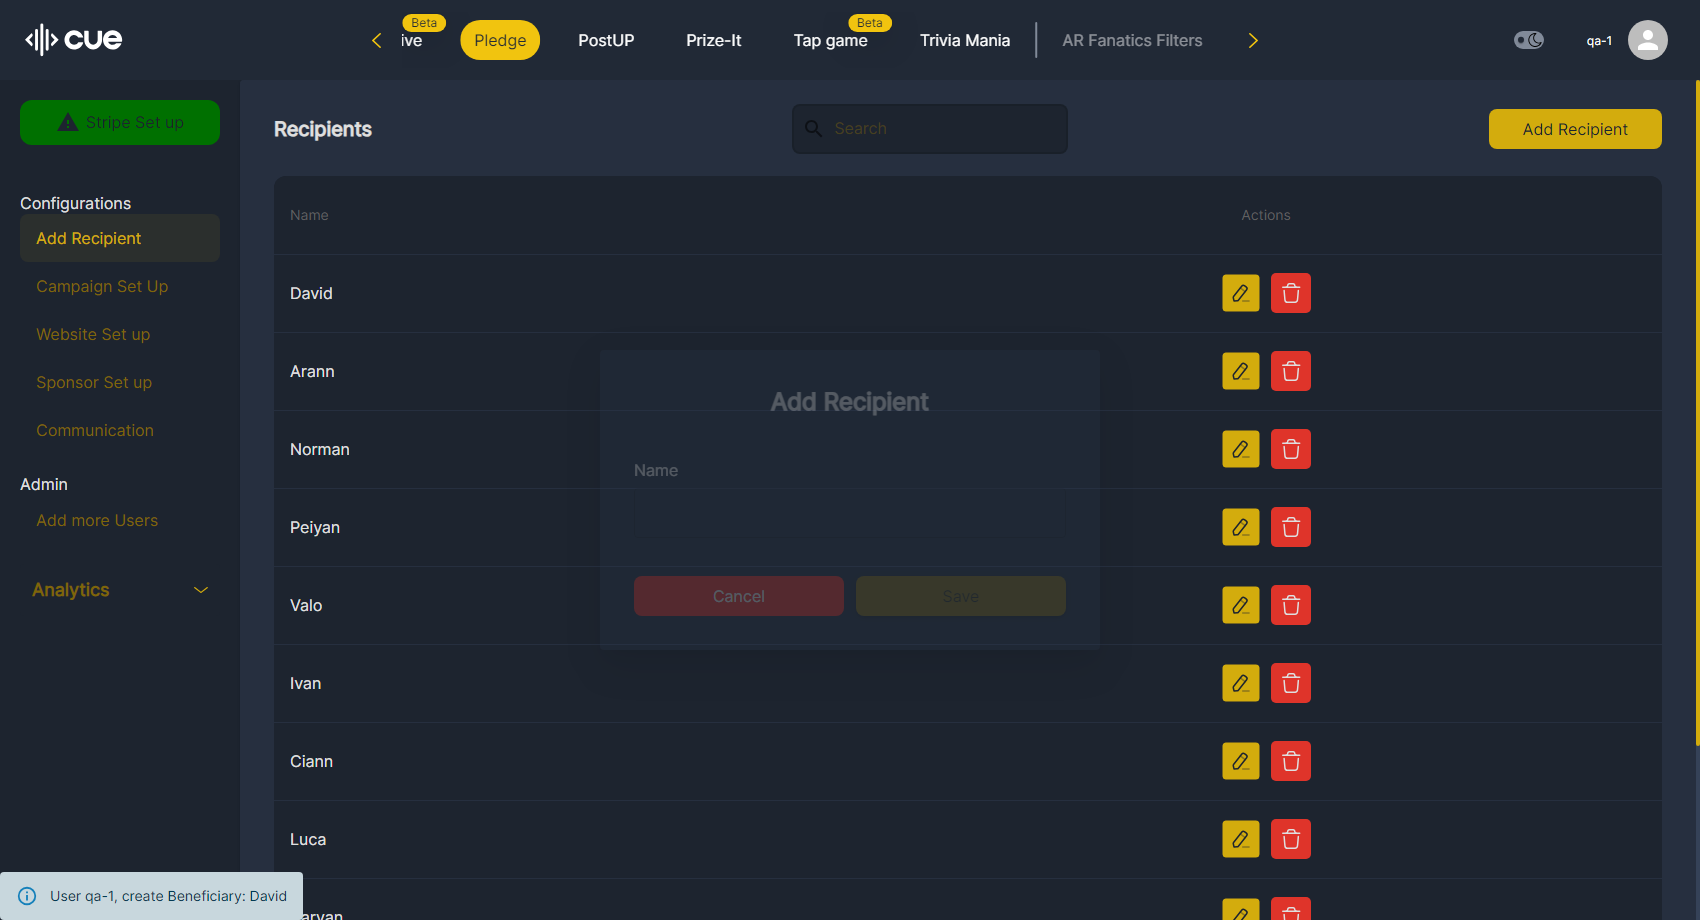 cue
Beta
ive
Pledge
PostUP
Prize-It
Beta
Tap game
Trivia Mania
AR Fanatics Filters
qa-1
Stripe Set up
Configurations
Add Recipient
Campaign Set Up
Website Set up
Sponsor Set up
Communication
Admin
Add more Users
Analytics
Recipients
Search
Add Recipient
Name
Actions
David
Arann
Norman
Peiyan
Valo
Ivan
Ciann
Luca
Add Recipient
Name
Cancel
Save
User qa-1, create Beneficiary: David